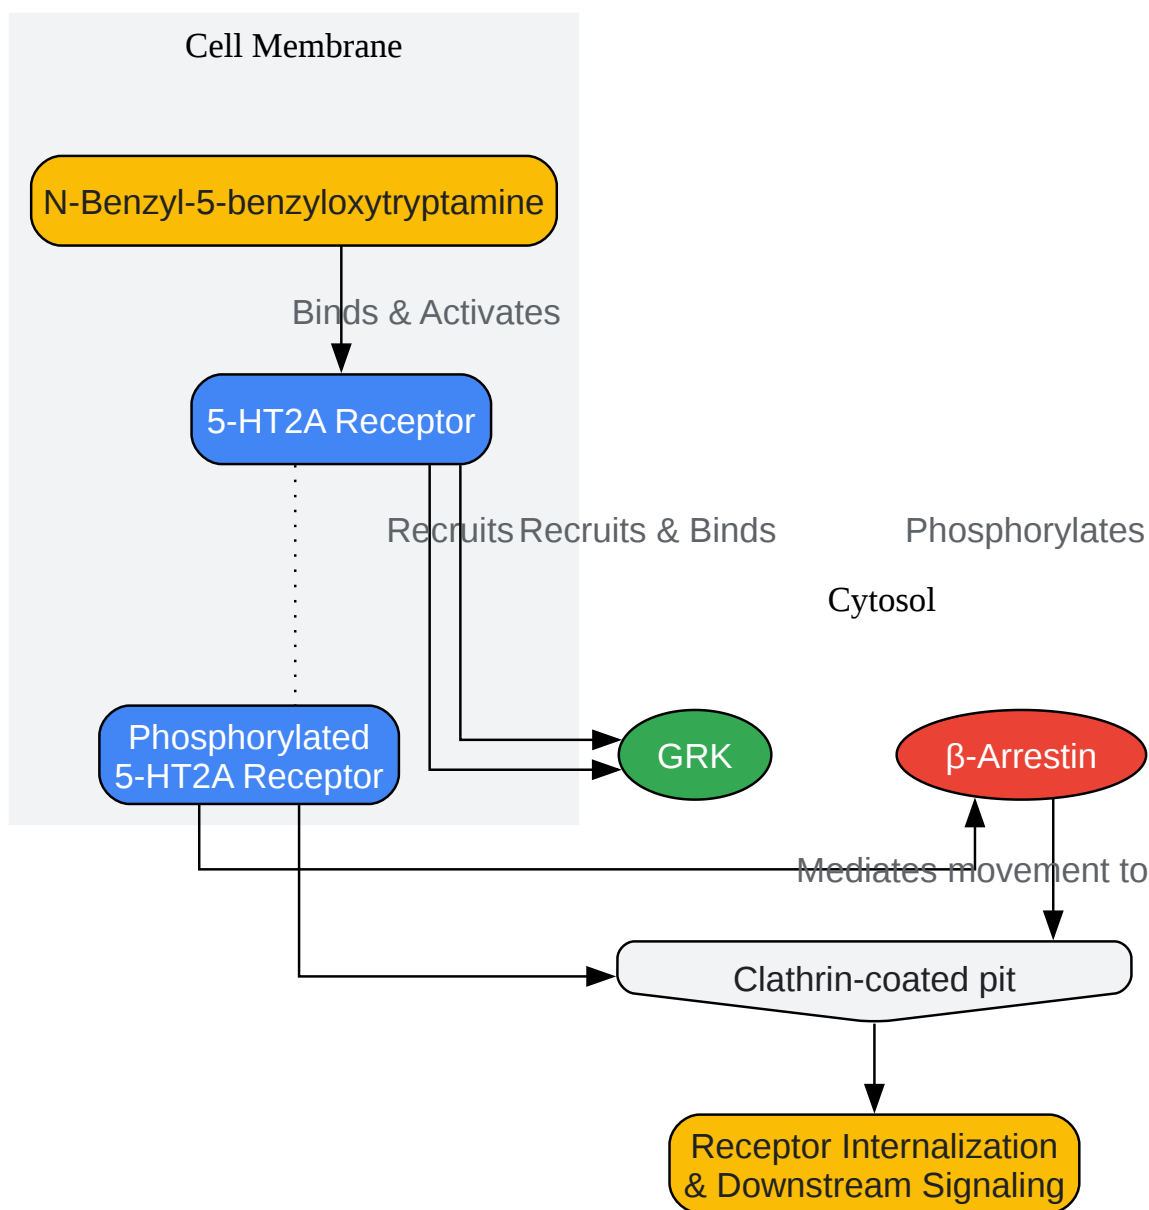 Cell Membrane
N-Benzyl-5-benzyloxytryptamine
Binds & Activates
5-HT2A Receptor
Recruits
Recruits & Binds
Phosphorylates
Cytosol
Phosphorylated
5-HT2A Receptor
GRK
β-Arrestin
Mediates movement to
Clathrin-coated pit
Receptor Internalization
& Downstream Signaling